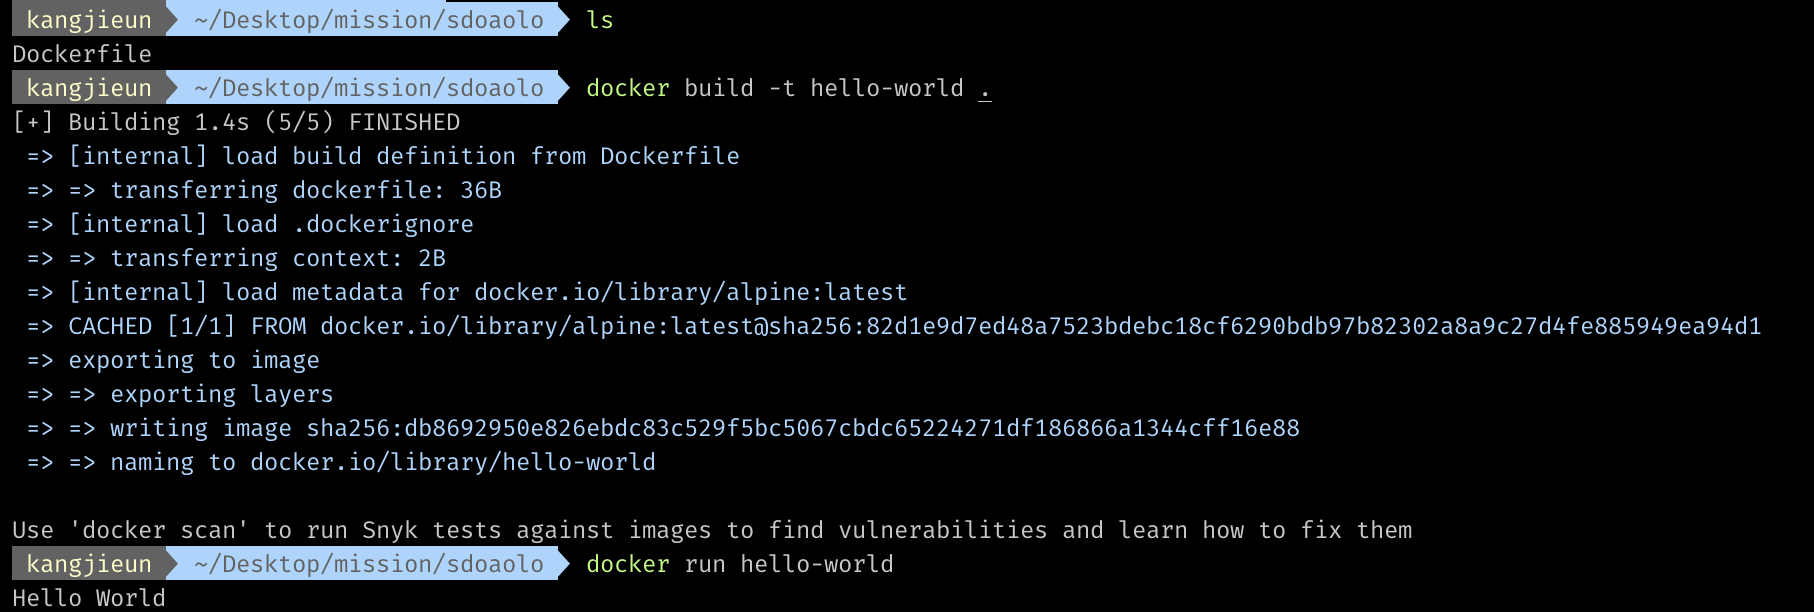 kangjieun ~/Desktop/mission/sdoaolo ls
Dockerfile
kangjieun ~/Desktop/mission/sdoaolo docker build -t hello-world .
[+] Building 1.4s (5/5) FINISHED
=> [internal] load build definition from Dockerfile
=> => transferring dockerfile: 36B
=> [internal] load .dockerignore
=> => transferring context: 2B
=> [internal] load metadata for docker.io/library/alpine:latest
=> CACHED [1/1] FROM docker.io/library/alpine:latest@sha256:82d1e9d7ed48a7523bdebc18cf6290bdb97b82302a8a9c27d4fe885949ea94d1
=> exporting to image
=> => exporting layers
=> => writing image sha256:db8692950e826ebdc83c529f5bc5067cbdc65224271df186866a1344cff16e88
=> => naming to docker.io/library/hello-world
Use 'docker scan' to run Snyk tests against images to find vulnerabilities and learn how to fix them
kangjieun ~/Desktop/mission/sdoaolo docker run hello-world
Hello World